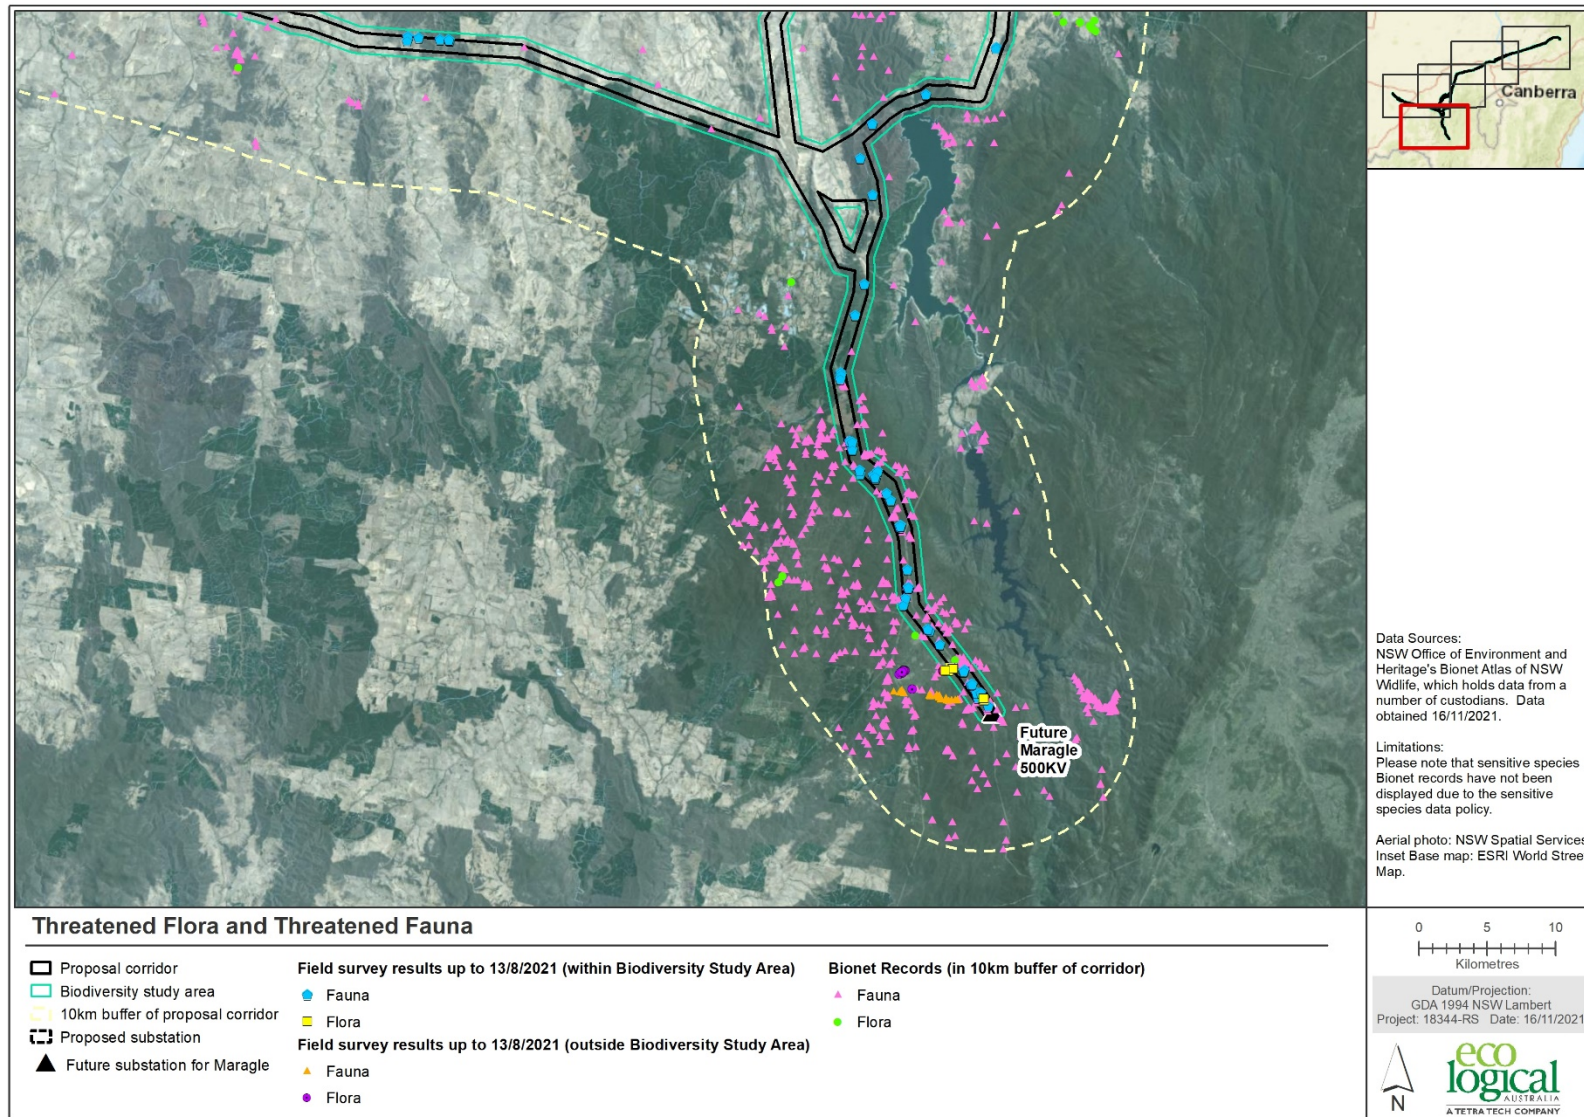 Canberra
Future
Maragle
500KV
Data Sources:
NSW Office of Environment and
Heritage's Bionet Atlas of NSW
Widlife, which holds data from a
number of custodians. Data
obtained 16/11/2021.
Limitations:
Please note that sensitive species
Bionet records have not been
displayed due to the sensitive
species data policy.
Aerial photo: NSW Spatial Services
Inset Base map: ESRI World Stree
Map.
Threatened Flora and Threatened Fauna
Proposal corridor
Biodiversity study area
10km buffer of proposal corridor
Proposed substation
Future substation for Maragle
Field survey results up to 13/8/2021 (within Biodiversity Study Area)
Fauna
Flora
Field survey results up to 13/8/2021 (outside Biodiversity Study Area)
Fauna
Flora
Bionet Records (in 10km buffer of corridor)
Fauna
Flora
0 5 10
Kilometres
Datum/Projection:
GDA 1994 NSW Lambert
Project: 18344-RS Date: 16/11/2021
N
eco
logical
AUSTRALIA
A TETRA TECH COMPANY